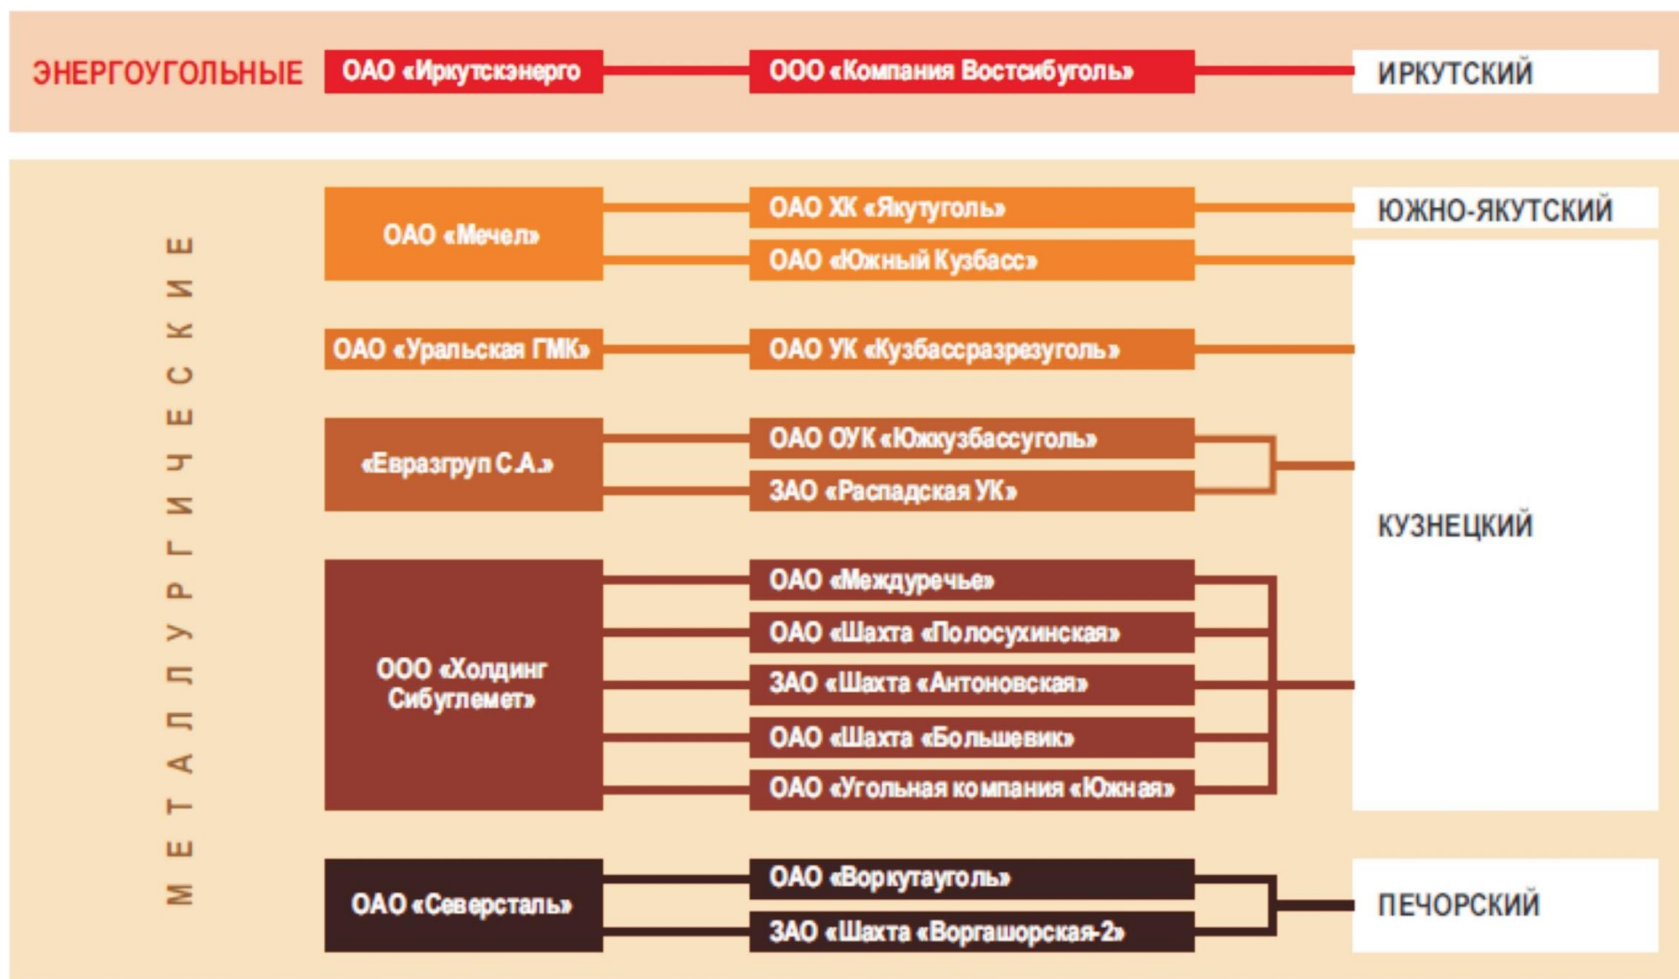 ЭНЕРГОУГОЛЬНЫЕ
ОАО «Иркутскэнерго
ООО «Компания Востсибуголь»
ИРКУТСКИЙ
МЕТАЛЛУРГИЧЕСКИЕ
ОАО «Мечел»
ОАО ХК «Якутуголь»
ЮЖНО-ЯКУТСКИЙ
ОАО «Южный Кузбасс»
ОАО «Уральская ГМК»
ОАО УК «Кузбассразрезуголь»
«Евразгруп С.А.»
ОАО ОУК «Южкузбассуголь»
ЗАО «Распадская УК»
КУЗНЕЦКИЙ
ООО «Холдинг
Сибуглемет»
ОАО «Междуречье»
ОАО «Шахта «Полосухинская»
ЗАО «Шахта «Антоновская»
ОАО «Шахта «Большевик»
ОАО «Угольная компания «Южная»
ОАО «Северсталь»
ОАО «Воркутауголь»
ЗАО «Шахта «Воргашорская-2»
ПЕЧОРСКИЙ